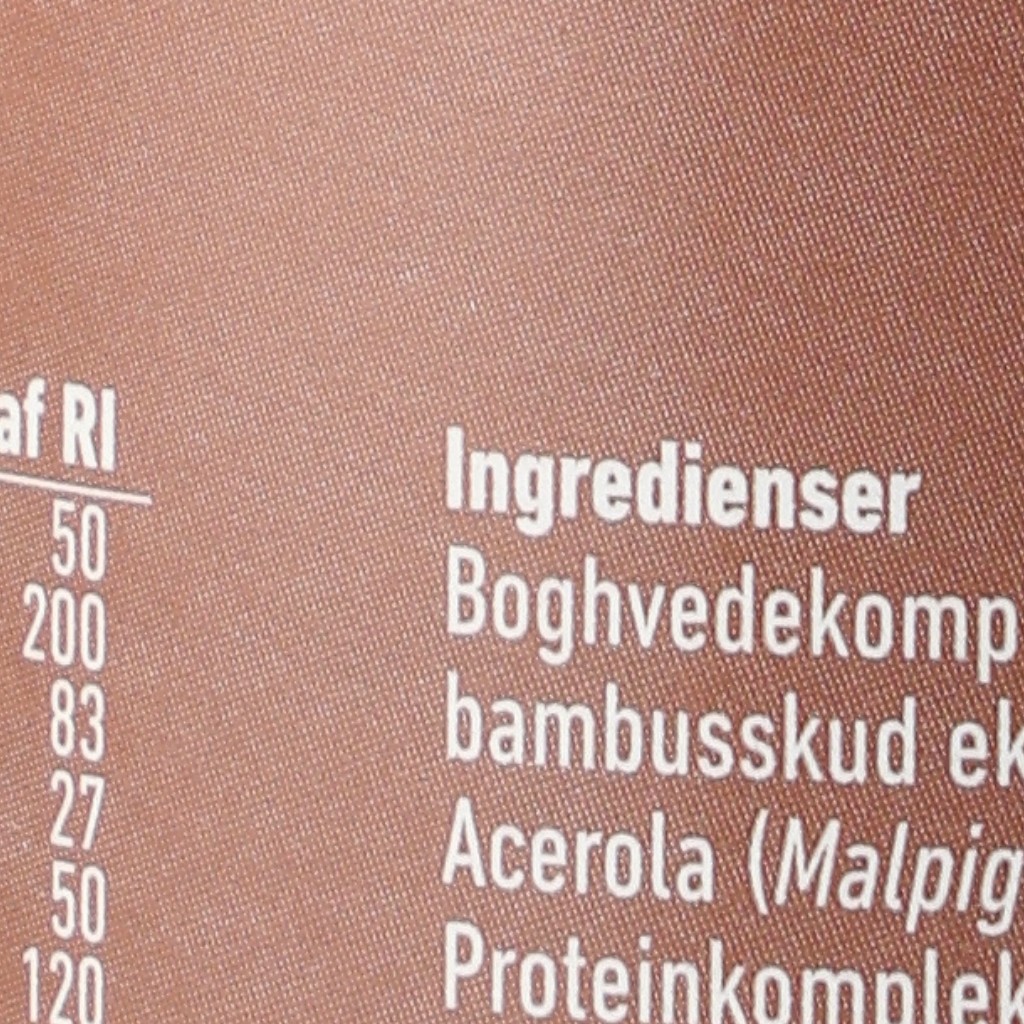 af RI
50
200
83
27
50
120
Ingredienser
Boghvedekomp
bambusskud ek
Acerola (Malpig
Proteinkomplek